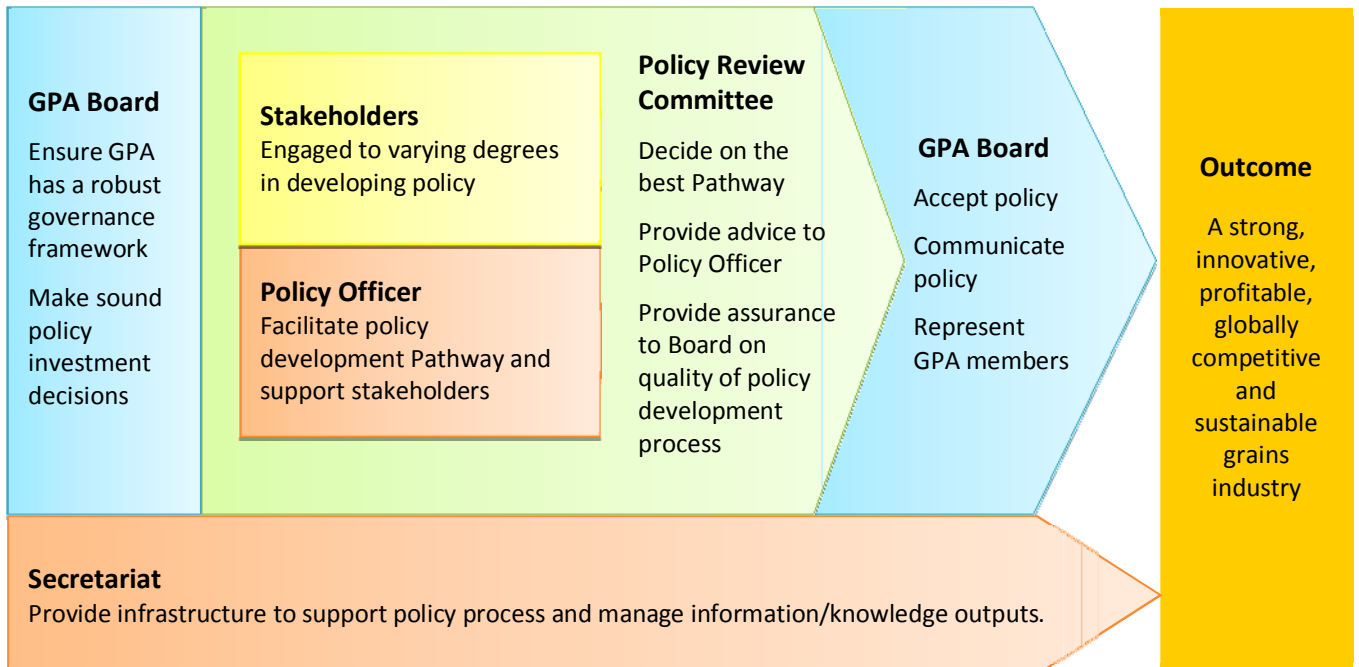 GPA Board
Ensure GPA
has a robust
governance
framework
Make sound
policy
investment
decisions
Stakeholders
Engaged to varying degrees
in developing policy
Policy Officer
Facilitate policy
development Pathway and
support stakeholders
Policy Review
Committee
Decide on the
best Pathway
Provide advice to
Policy Officer
Provide assurance
to Board on
quality of policy
development
process
GPA Board
Accept policy
Communicate
policy
Represent
GPA members
Outcome
A strong,
innovative,
profitable,
globally
competitive
and
sustainable
grains
industry
Secretariat
Provide infrastructure to support policy process and manage information/knowledge outputs.